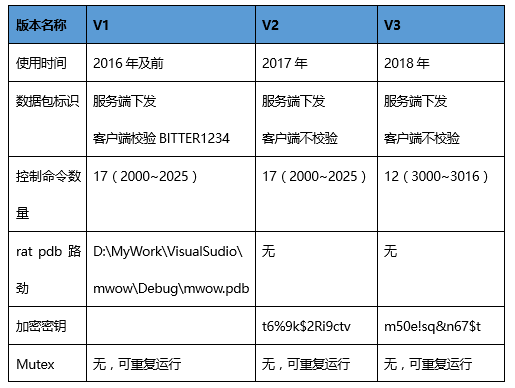 版本名称 V1 V2 V3
使用时间 2016 年及前 2017 年 2018 年
数据包标识 服务端下发 服务端下发 服务端下发
客户端校验 BITTER1234 客户端不校验 客户端不校验
控制命令数 17（2000~2025） 17（2000~2025） 12（3000~3016）
量
rat pdb 路 D:\MyWork\VisualSudio\ 无 无
劲 mwow\Debug\mwow.pdb
加密密钥 t6%9k$2Ri9ctv m50e!sq&n67$t
Mutex 无，可重复运行 无，可重复运行 无，可重复运行